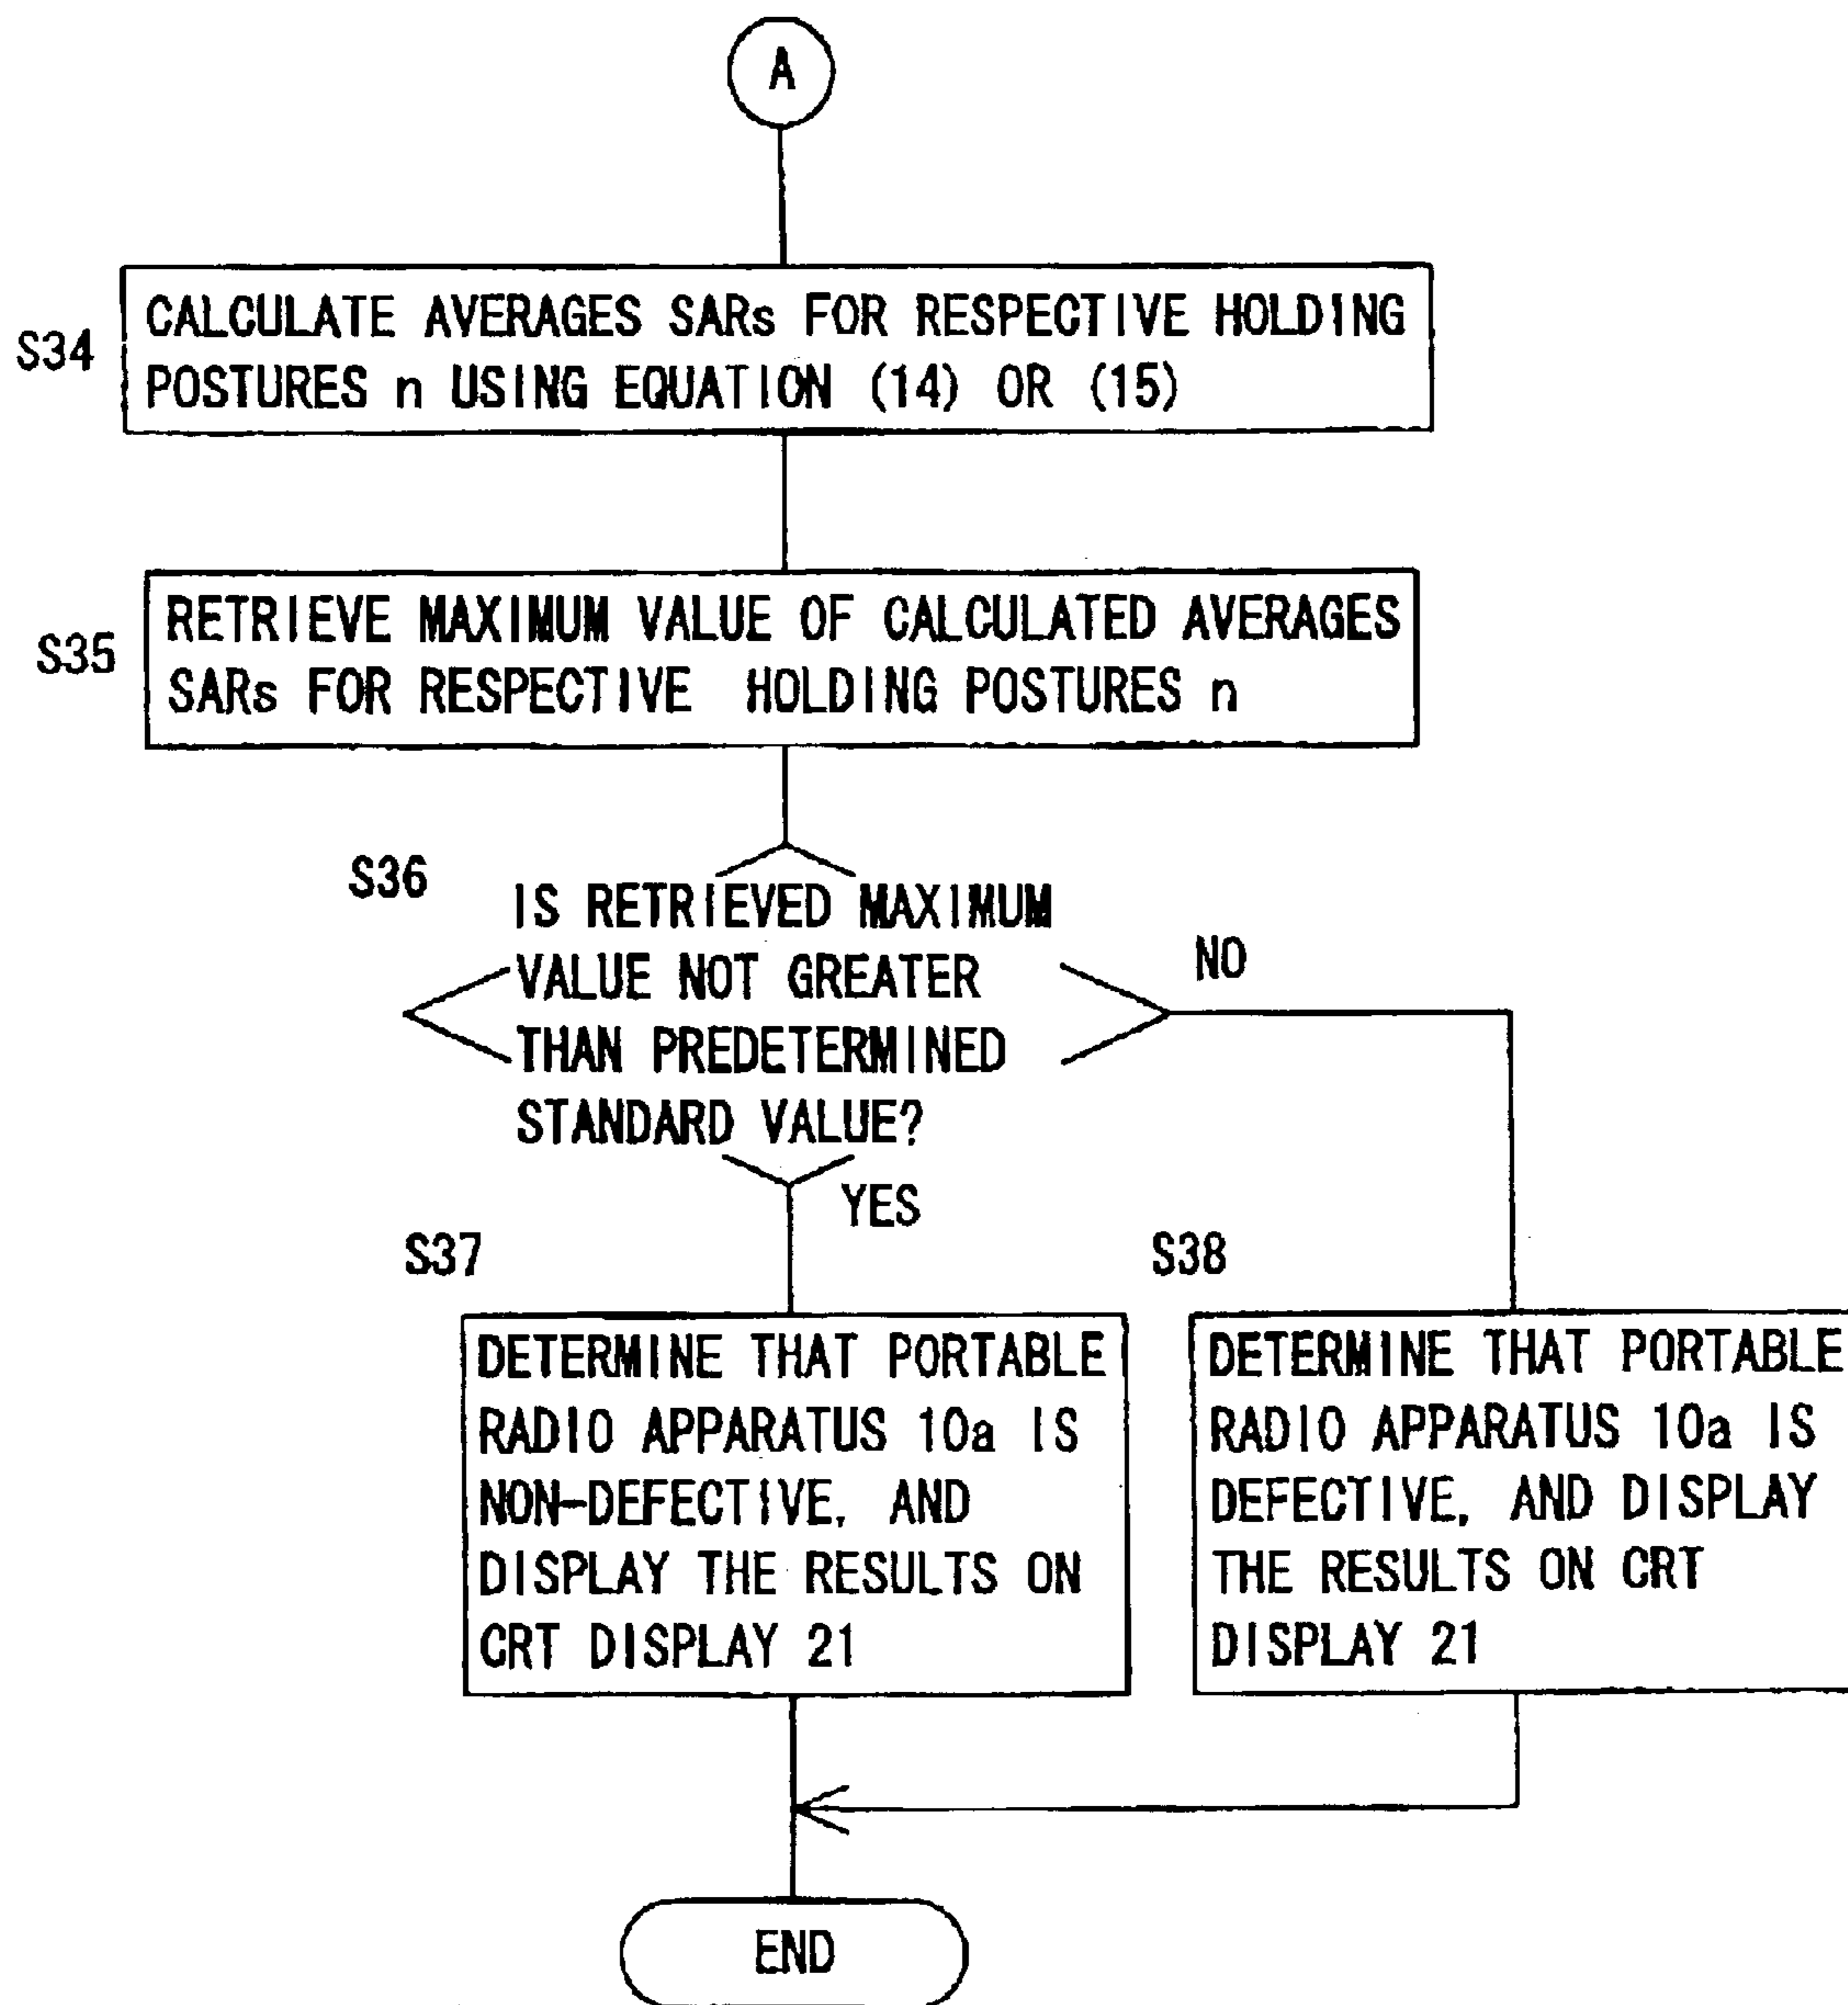 A
S34
CALCULATE AVERAGES SARs FOR RESPECTIVE HOLDING
POSTURES n USING EQUATION (14) OR (15)
S35
RETRIEVE MAXIMUM VALUE OF CALCULATED AVERAGES
SARs FOR RESPECTIVE HOLDING POSTURES n
S36
IS RETRIEVED MAXIMUM
VALUE NOT GREATER
THAN PREDETERMINED
STANDARD VALUE?
NO
YES
S37
DETERMINE THAT PORTABLE
RADIO APPARATUS 10a IS
NON-DEFECTIVE, AND
DISPLAY THE RESULTS ON
CRT DISPLAY 21
S38
DETERMINE THAT PORTABLE
RADIO APPARATUS 10a IS
DEFECTIVE, AND DISPLAY
THE RESULTS ON CRT
DISPLAY 21
END